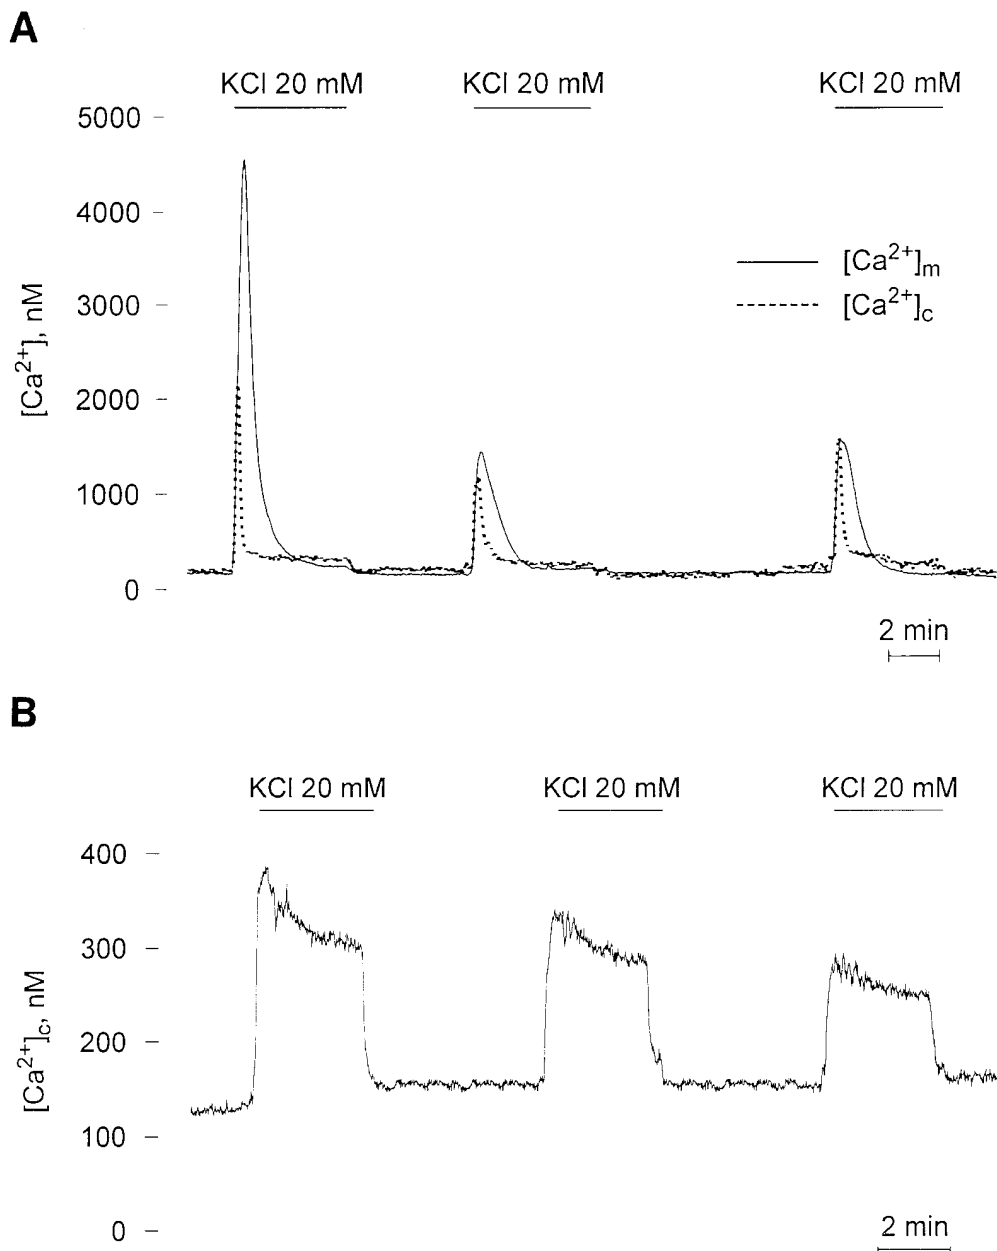 A
KCl 20 mM KCl 20 mM KCl 20 mM
5000
4000
3000
2000
1000
0
[Ca2+], nM
[Ca2+]m
[Ca2+]c
2 min
B
KCl 20 mM KCl 20 mM KCl 20 mM
400
300
200
100
0
[Ca2+]c, nM
2 min